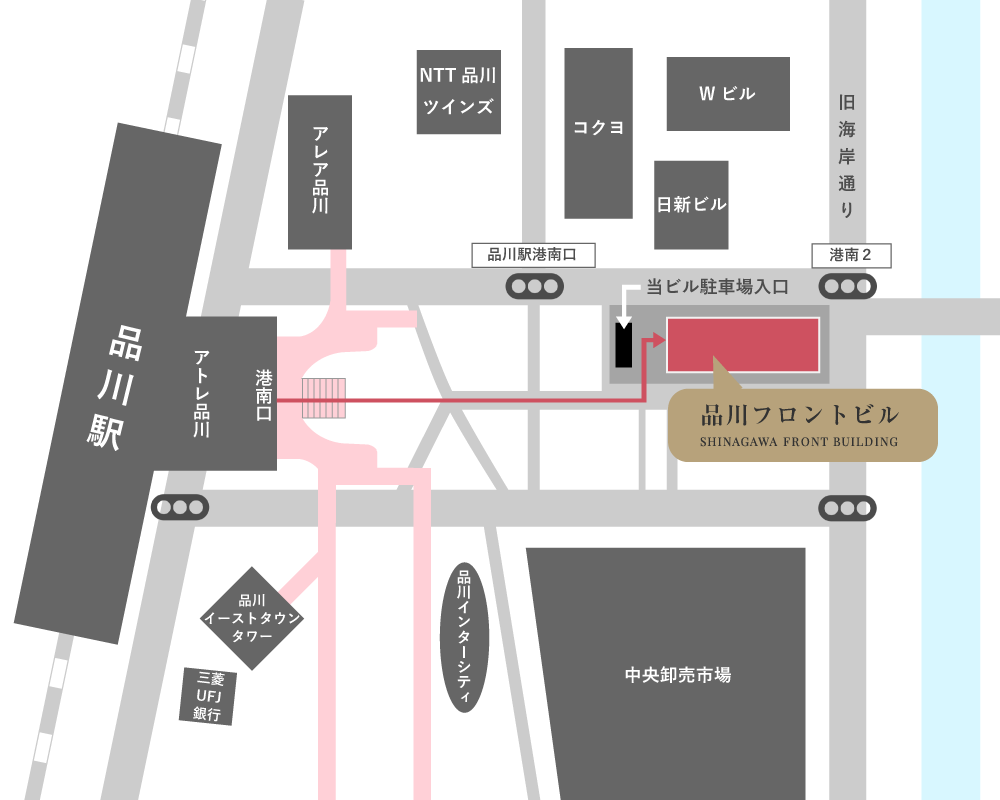 NTT 品川
ツインズ
コクヨ
W ビル
日新ビル
旧海岸通り
アレア品川
品川駅港南口
港南2
当ビル駐車場入口
品川駅
アトレ品川
港南口
品川フロントビル
SHINAGAWA FRONT BUILDING
品川
イーストタウン
タワー
三菱
UFJ
銀行
品川インターシティ
中央卸売市場